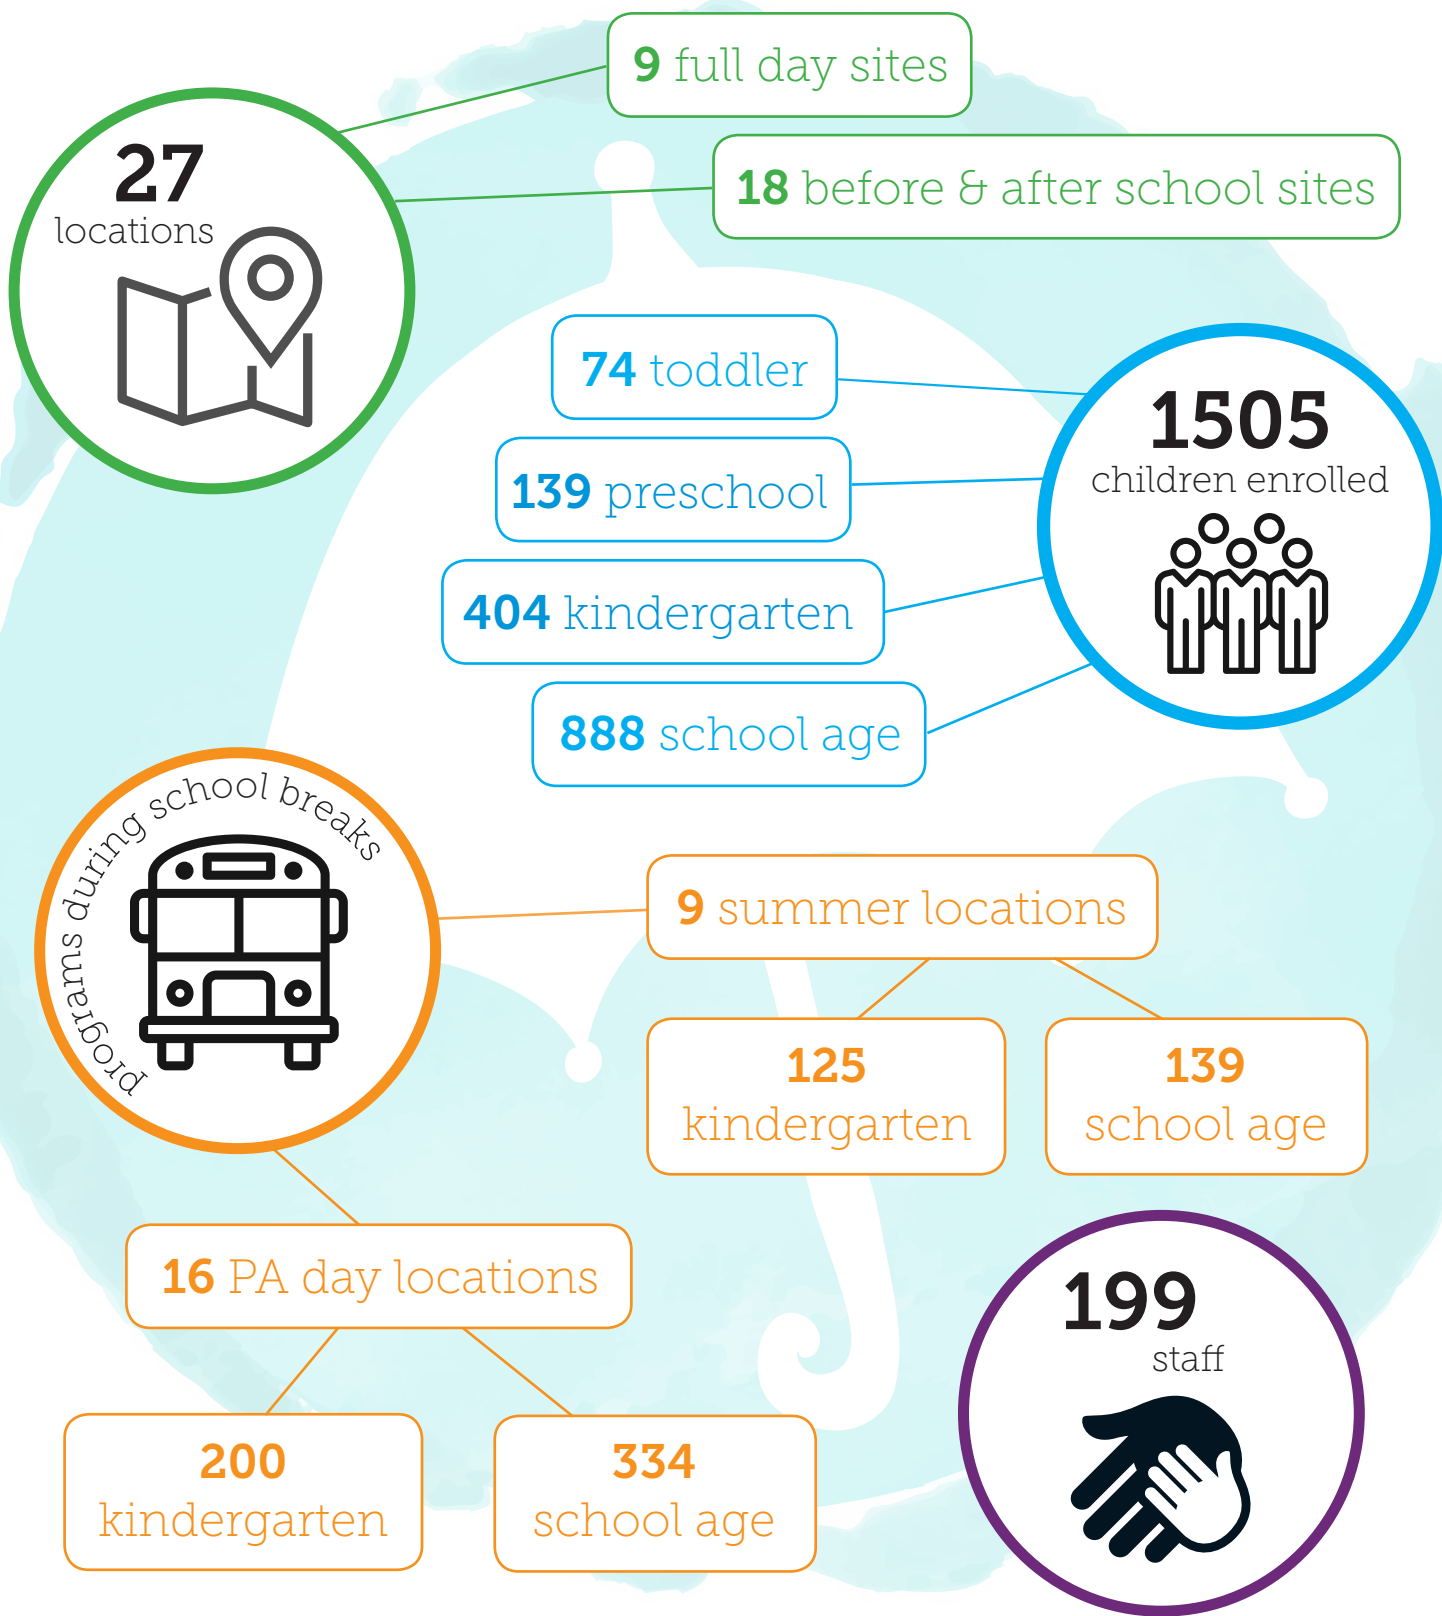 9 full day sites
27
locations
18 before & after school sites
74 toddler
139 preschool
404 kindergarten
888 school age
1505
children enrolled
programs during school breaks
9 summer locations
125
kindergarten
139
school age
16 PA day locations
200
kindergarten
334
school age
199
staff